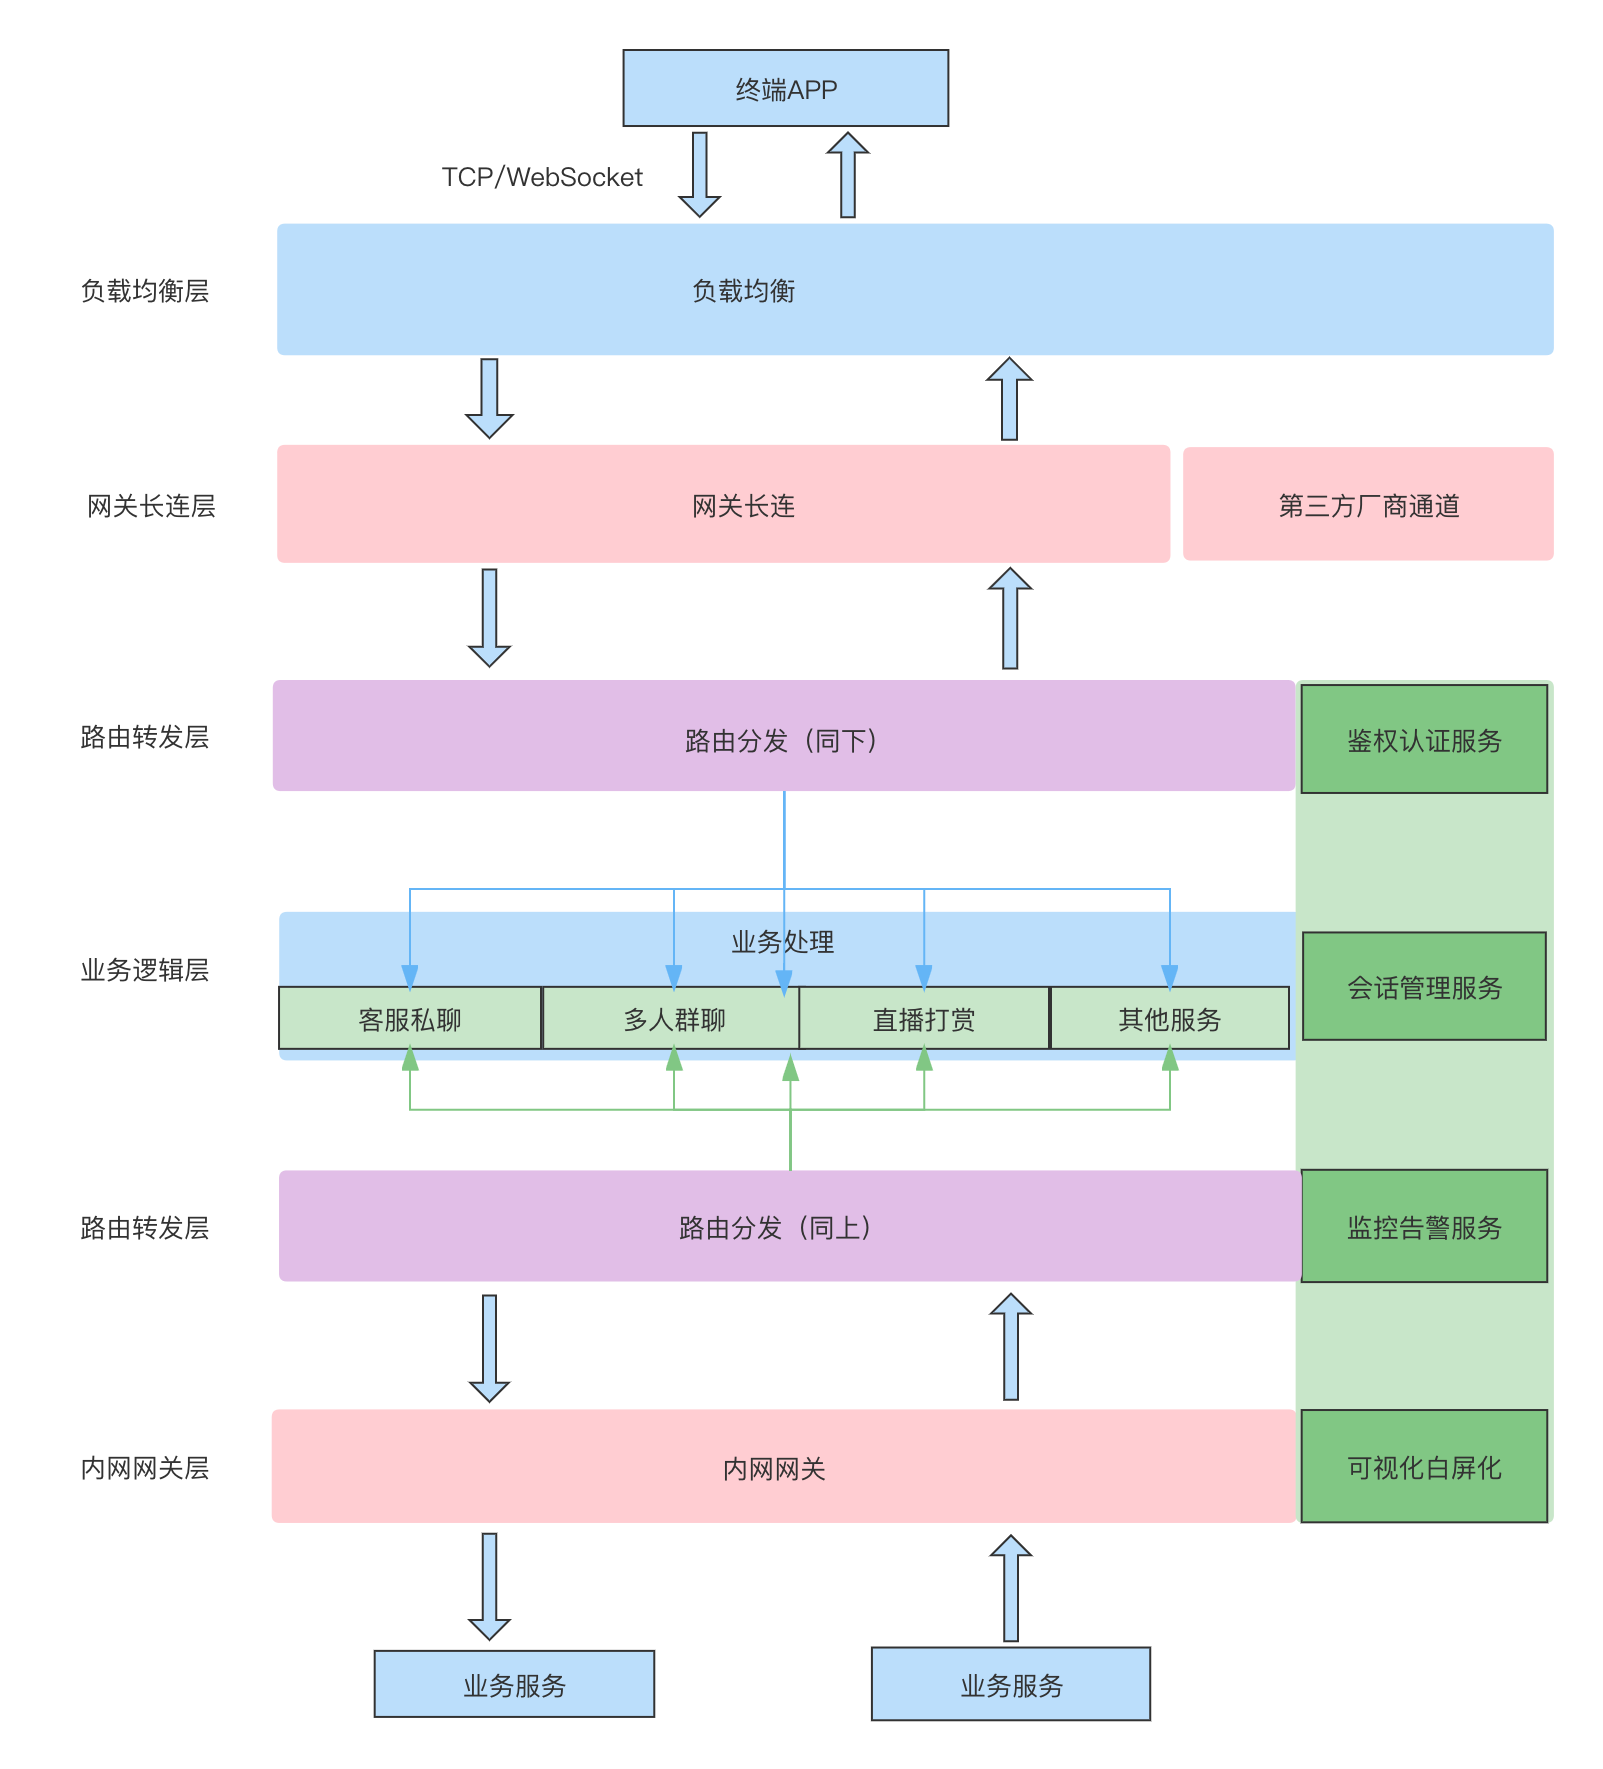 终端APP
TCP/WebSocket
负载均衡层
负载均衡
网关长连层
网关长连
第三方厂商通道
路由转发层
路由分发（同下）
鉴权认证服务
业务逻辑层
业务处理
客服私聊
多人群聊
直播打赏
其他服务
会话管理服务
路由转发层
路由分发（同上）
监控告警服务
内网网关层
内网网关
可视化白屏化
业务服务
业务服务